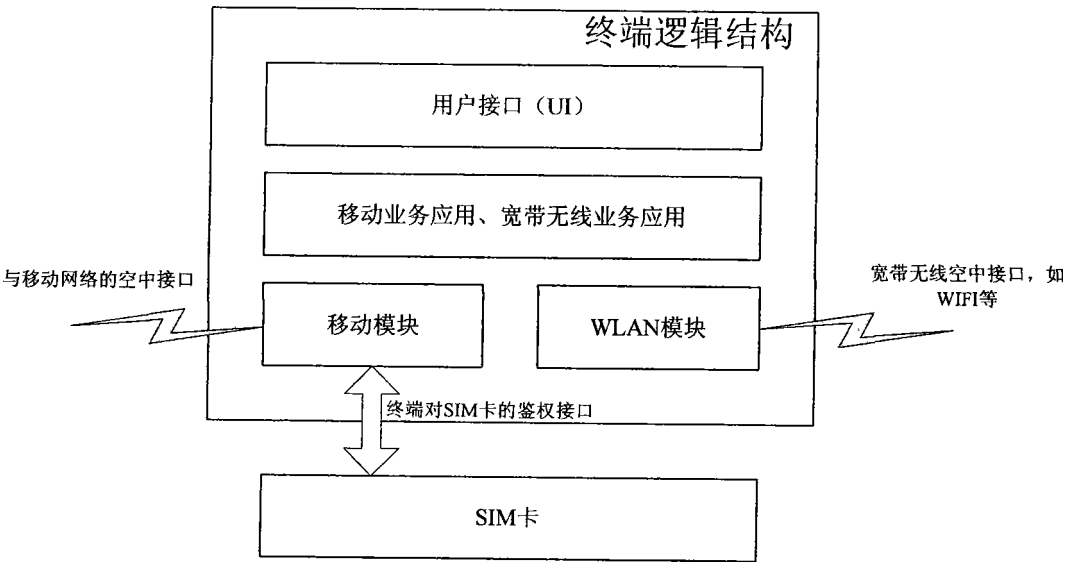 终端逻辑结构
用户接口（UI）
移动业务应用、宽带无线业务应用
与移动网络的空中接口
宽带无线空中接口，如
WIFI等
移动模块
WLAN模块
终端对SIM卡的鉴权接口
SIM卡